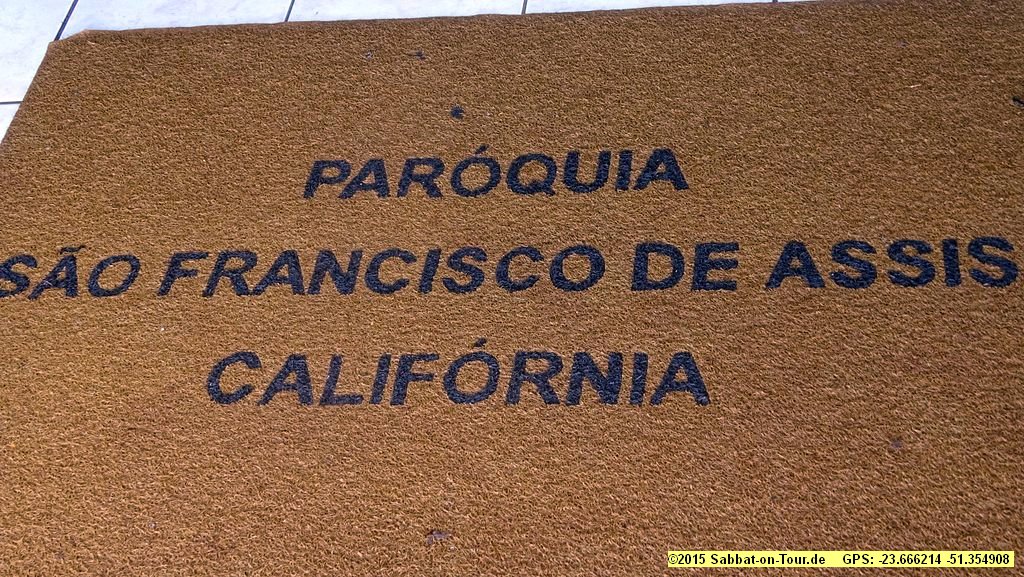 PARÓQUIA
SÃO FRANCISCO DE ASSIS
CALIFÓRNIA
©2015 Sabbat-on-Tour.de GPS: -23.666214 -51.354908